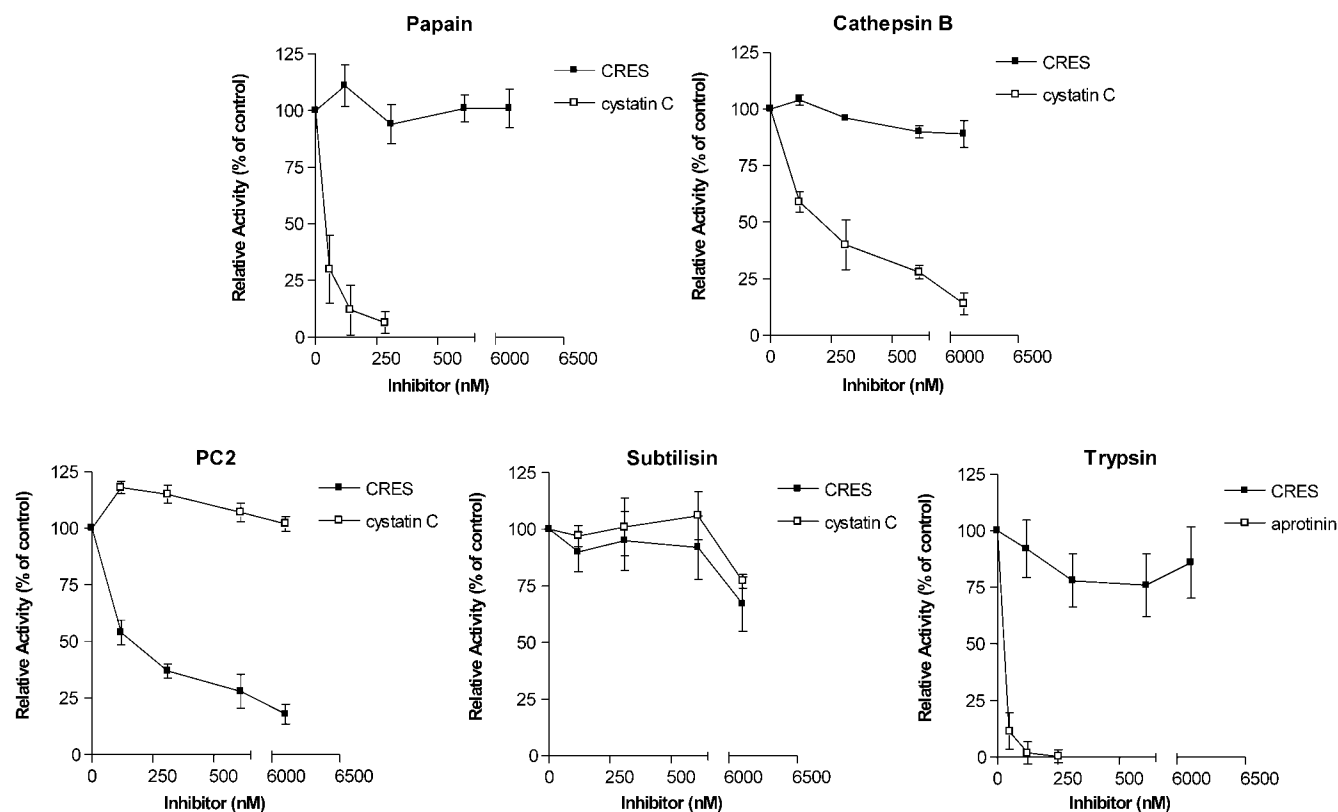 Papain
Relative Activity (% of control)
125
100
75
50
25
0
0 250 500 6000 6500
Inhibitor (nM)
CRES
cystatin C
Cathepsin B
Relative Activity (% of control)
125
100
75
50
25
0
0 250 500 6000 6500
Inhibitor (nM)
CRES
cystatin C
PC2
Relative Activity (% of control)
125
100
75
50
25
0
0 250 500 6000 6500
Inhibitor (nM)
CRES
cystatin C
Subtilisin
Relative Activity (% of control)
125
100
75
50
25
0
0 250 500 6000 6500
Inhibitor (nM)
CRES
cystatin C
Trypsin
Relative Activity (% of control)
125
100
75
50
25
0
0 250 500 6000 6500
Inhibitor (nM)
CRES
aprotinin